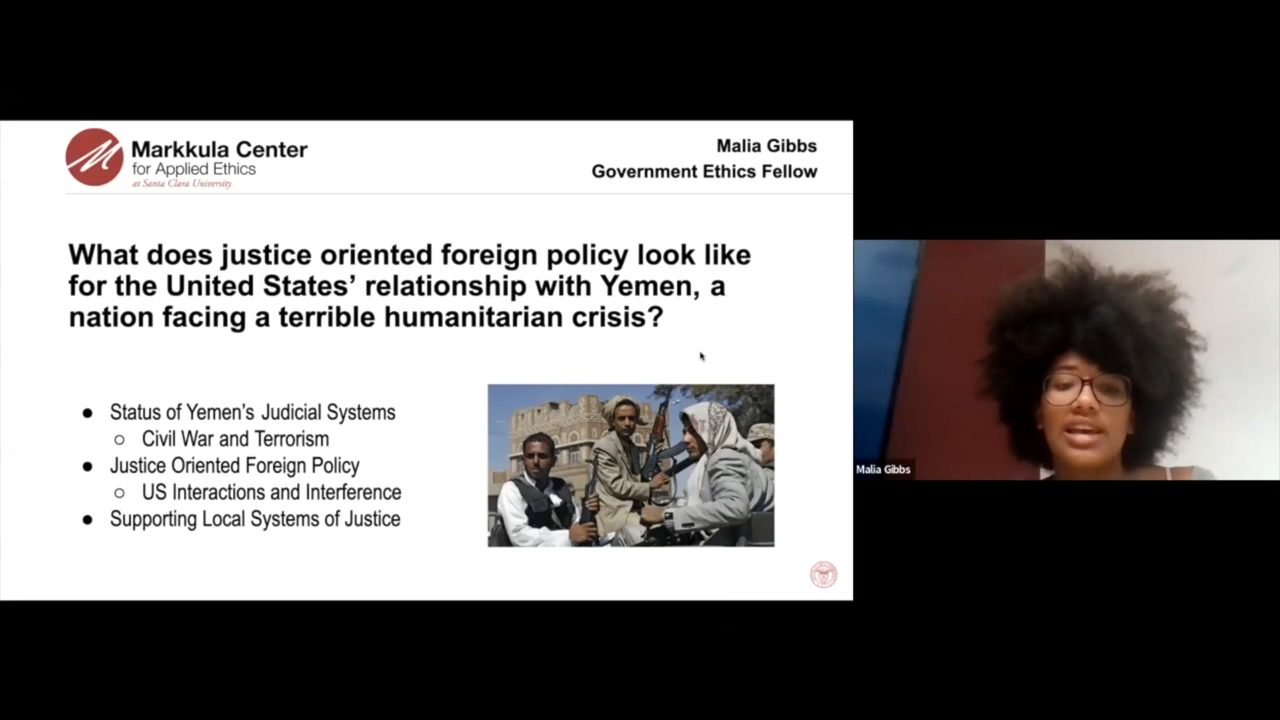 Markkula Center
for Applied Ethics
at Santa Clara University
Malia Gibbs
Government Ethics Fellow
What does justice oriented foreign policy look like
for the United States’ relationship with Yemen, a
nation facing a terrible humanitarian crisis?
● Status of Yemen’s Judicial Systems
○ Civil War and Terrorism
● Justice Oriented Foreign Policy
○ US Interactions and Interference
● Supporting Local Systems of Justice
Malia Gibbs